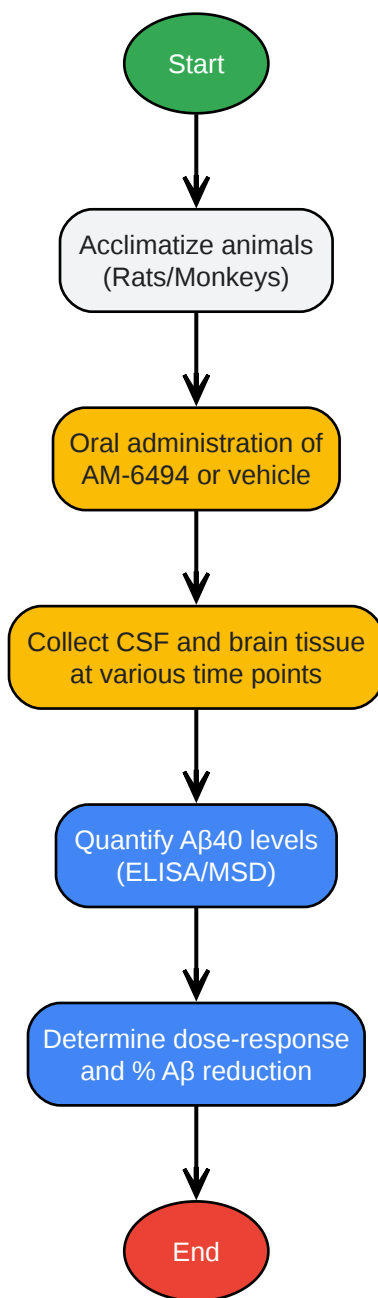 Start
Acclimatize animals
(Rats/Monkeys)
Oral administration of
AM-6494 or vehicle
Collect CSF and brain tissue
at various time points
Quantify Aβ40 levels
(ELISA/MSD)
Determine dose-response
and % Aβ reduction
End